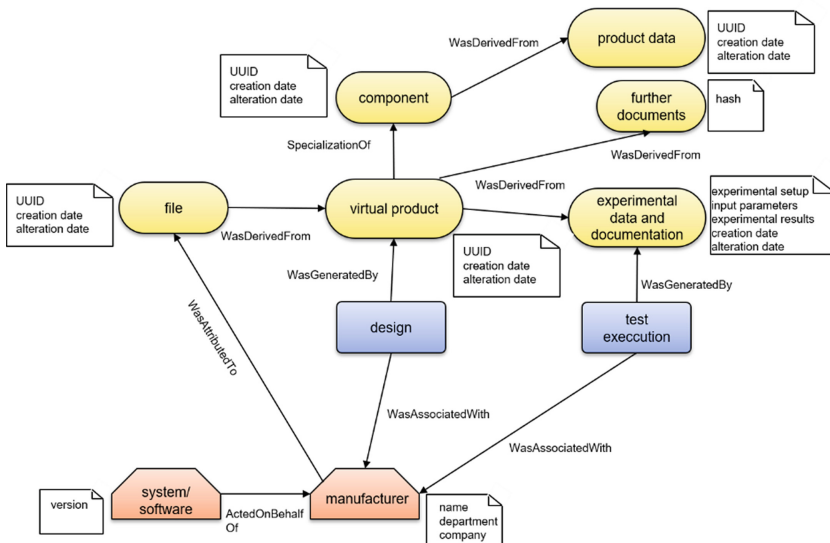 WasDerivedFrom
product data
UUID
creation date
alteration date
UUID
creation date
alteration date
component
further
documents
hash
SpecializationOf
WasDerivedFrom
UUID
creation date
alteration date
file
WasDerivedFrom
virtual product
WasDerivedFrom
experimental
data and
documentation
experimental setup
input parameters
experimental results
creation date
alteration date
WasGeneratedBy
UUID
creation date
alteration date
WasGeneratedBy
design
test
execcution
WasAttributedTo
WasAssociatedWith
WasAssociatedWith
version
system/
software
ActedOnBehalf
Of
manufacturer
name
department
company